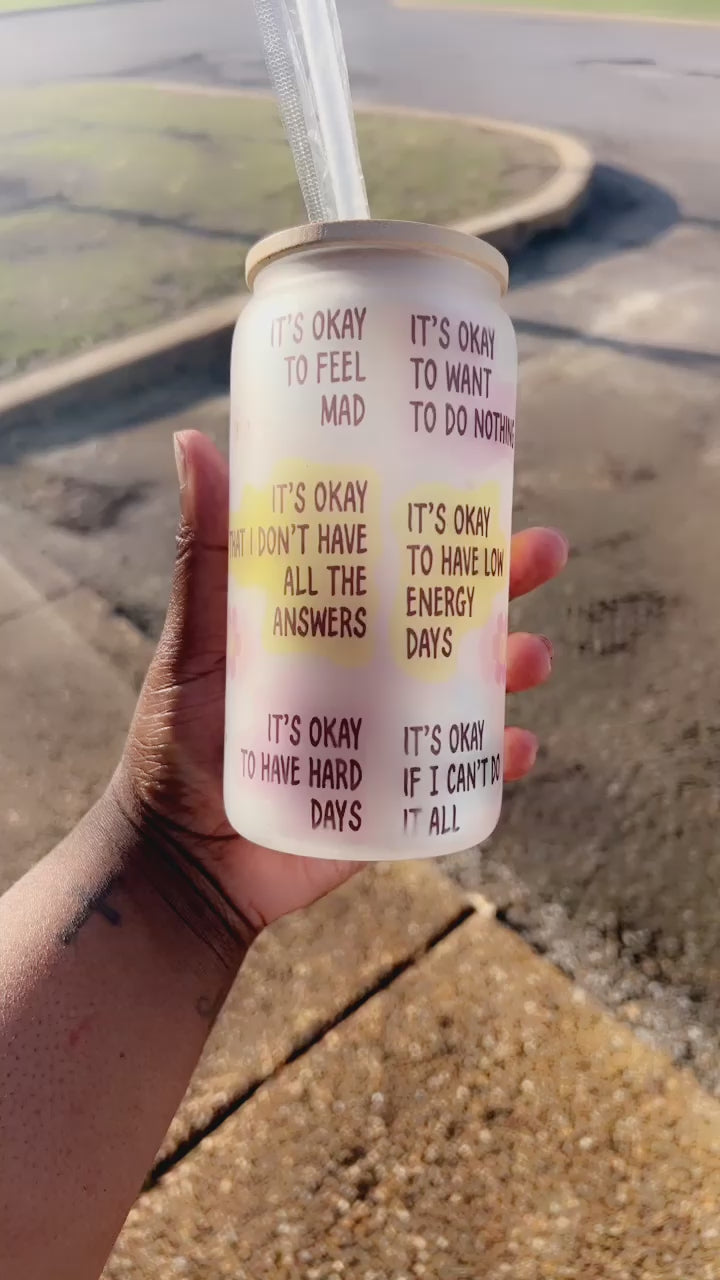 IT'S OKAY
TO FEEL
MAD
IT'S OKAY
TO WANT
TO DO NOTHING
IT'S OKAY
THAT I DON'T HAVE
ALL THE
ANSWERS
IT'S OKAY
TO HAVE LOW
ENERGY
DAYS
IT'S OKAY
TO HAVE HARD
DAYS
IT'S OKAY
IF I CAN'T DO
IT ALL